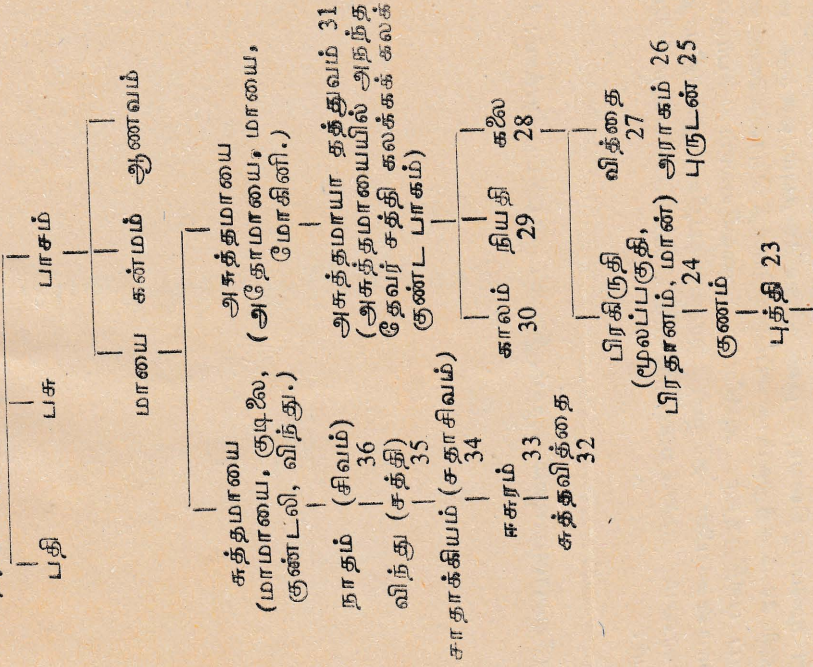 பதி பசு பாசம்
மாயை கன்மம் ஆணவம்
சுத்தமாயை
(மாமாயை, குடிலை,
குண்டலி, விந்து.)
நாதம் (சிவம்)
36
விந்து (சத்தி)
35
சாதாக்கியம் (சதாசிவம்)
34
ஈசுரம் 33
சுத்தவித்தை
32
அசுத்தமாயை
(அதோமாயை, மாயை,
மோகினி.)
அசுத்தமாயா தத்துவம் 31
(அசுத்தமாயையில் அநந்த
தேவர் சத்தி கலக்கக் கலக்
குண்ட பாகம்)
காலம் நியதி கலை
30 29 28
பிரகிருதி
(மூலப்பகுதி,
பிரதானம், மான்)
24
குணம்
புத்தி 23
வித்தை
27
அராகம் 26
புருடன் 25